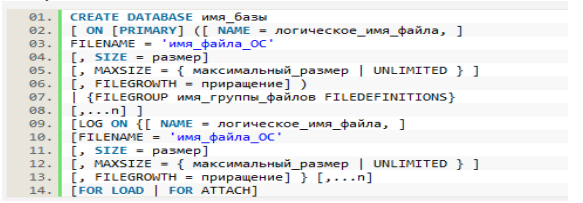 01. CREATE DATABASE имя_базы
02. [ ON [PRIMARY] ([ NAME = логическое_имя_файла, ]
03. FILENAME = 'имя_файла_ОС'
04. [, SIZE = размер]
05. [, MAXSIZE = { максимальный_размер | UNLIMITED } ]
06. [, FILEGROWTH = приращение] )
07. | {FILEGROUP имя_группы_файлов FILEDEFINITIONS}
08. [,...n] ]
09. [LOG ON {[ NAME = логическое_имя_файла, ]
10. [FILENAME = 'имя_файла_ОС'
11. [, SIZE = размер]
12. [, MAXSIZE = { максимальный_размер | UNLIMITED } ]
13. [, FILEGROWTH = приращение] } [,...n]
14. [FOR LOAD | FOR ATTACH]